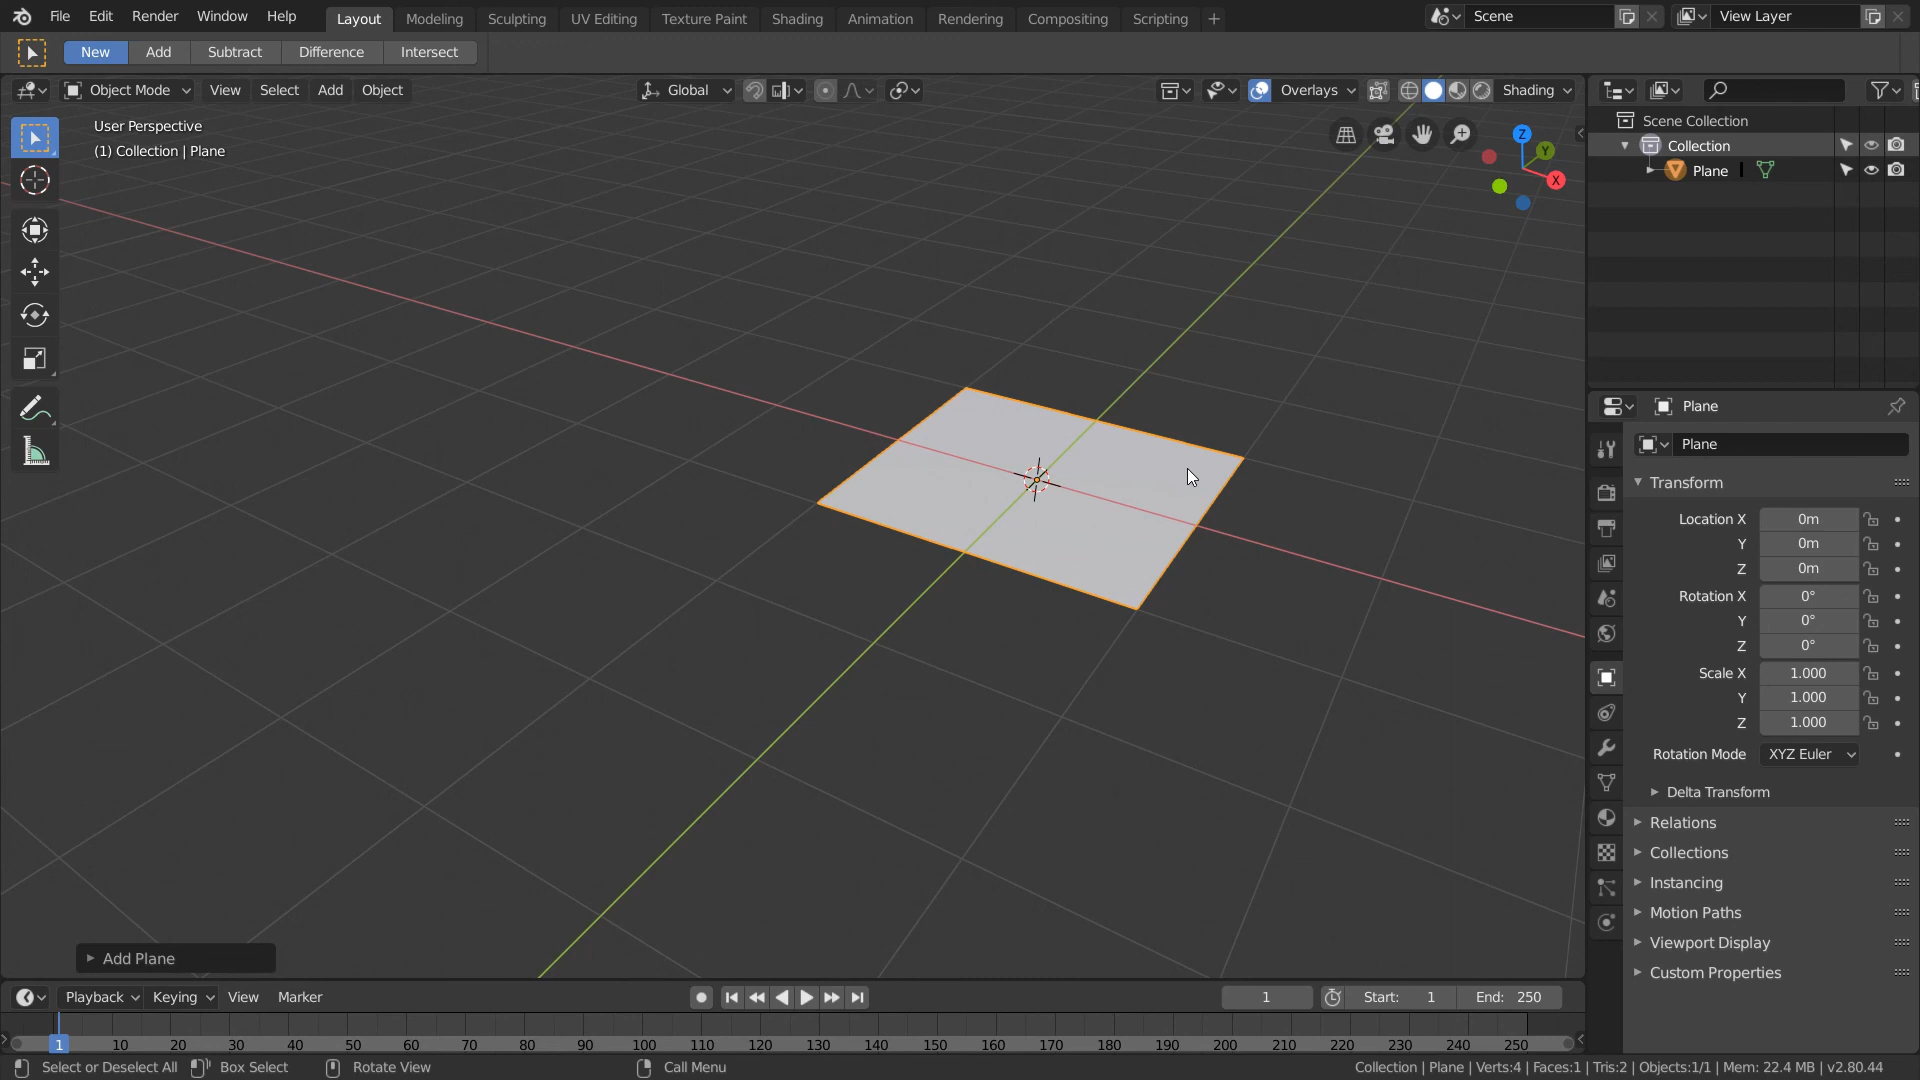 File Edit Render Window Help Layout Modeling Sculpting UV Editing Texture Paint Shading Animation Rendering Compositing Scripting + Scene View Layer
New Add Subtract Difference Intersect
Object Mode View Select Add Object Global Overlays Shading
User Perspective
(1) Collection | Plane
Z
Y
X
Scene Collection
Collection
Plane
Plane
Plane
Transform
Location X 0m
Y 0m
Z 0m
Rotation X 0°
Y 0°
Z 0°
Scale X 1.000
Y 1.000
Z 1.000
Rotation Mode XYZ Euler
Delta Transform
Relations
Collections
Instancing
Motion Paths
Viewport Display
Custom Properties
Add Plane
Playback Keying View Marker 1 Start: 1 End: 250
1 10 20 30 40 50 60 70 80 90 100 110 120 130 140 150 160 170 180 190 200 210 220 230 240 250
Select or Deselect All Box Select Rotate View Call Menu Collection | Plane | Verts:4 | Faces:1 | Tris:2 | Objects:1/1 | Mem: 22.4 MB | v2.80.44